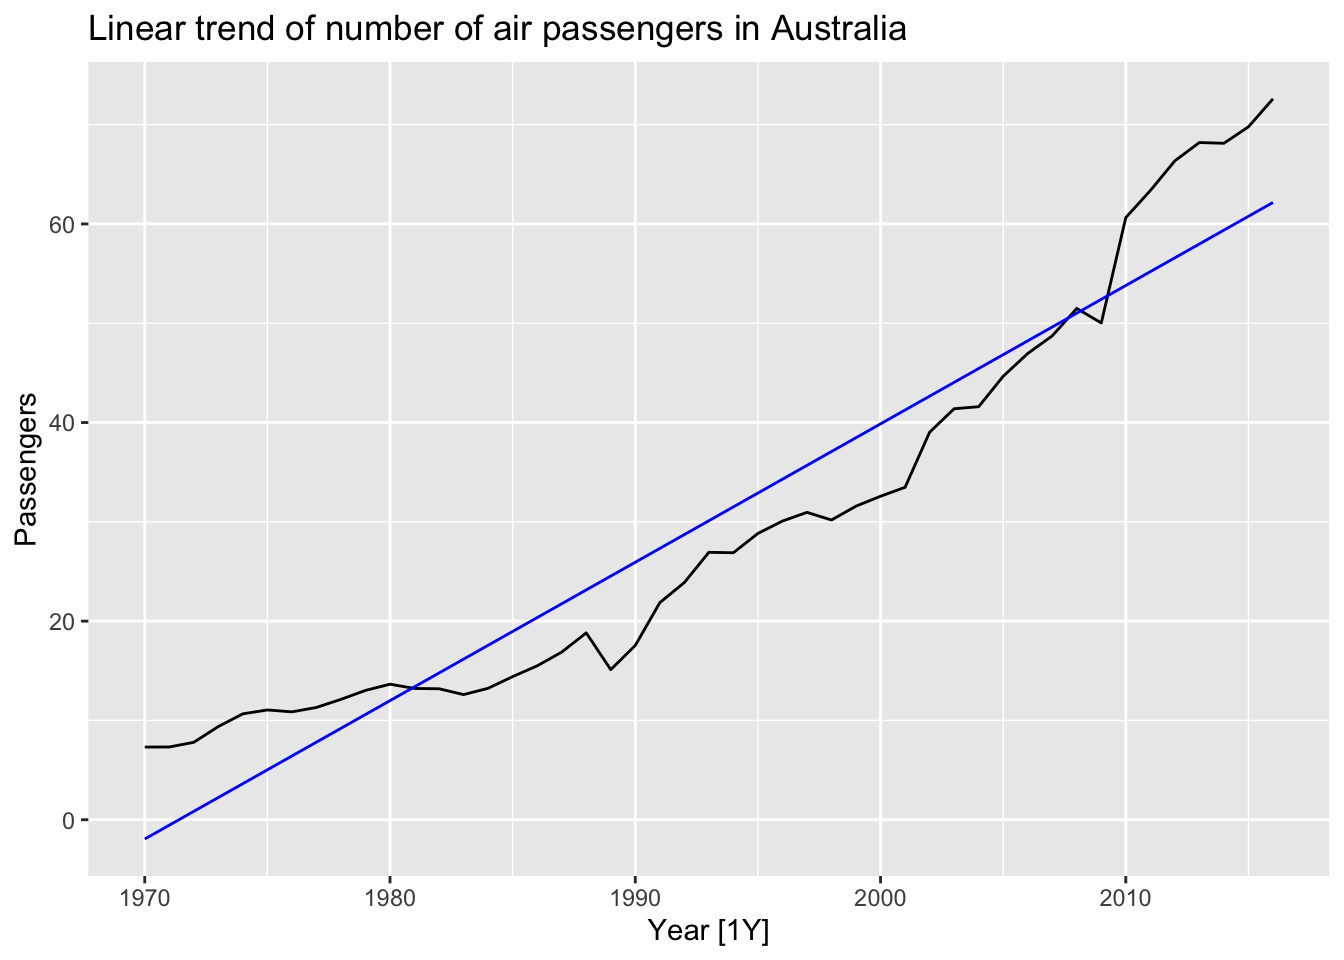 Linear trend of number of air passengers in Australia
Passengers
60
40
20
0
1970 1980 1990 2000 2010
Year [1Y]